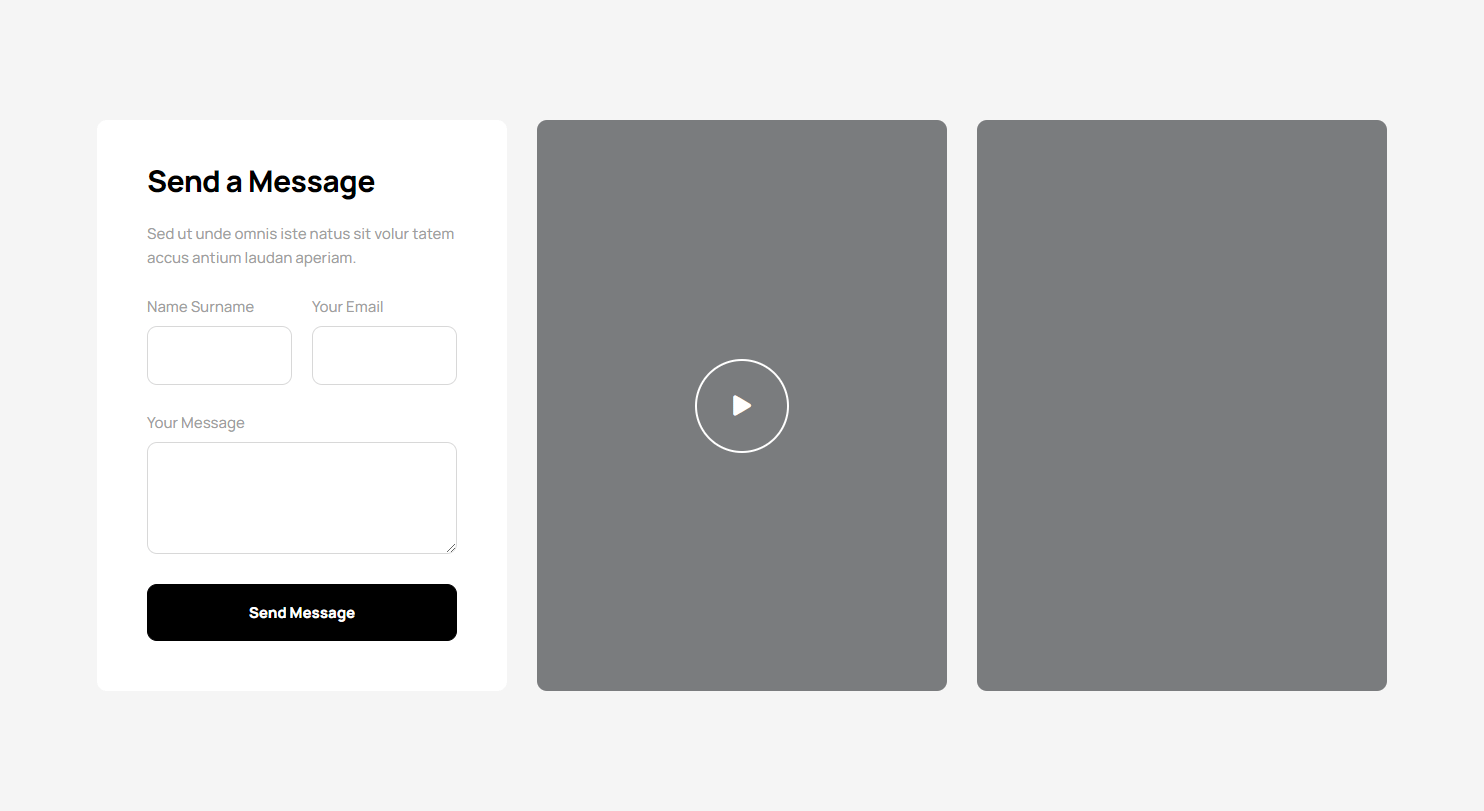 Send a Message
Sed ut unde omnis iste natus sit volur tatem
accus antium laudan aperiam.
Name Surname
Your Email
Your Message
Send Message